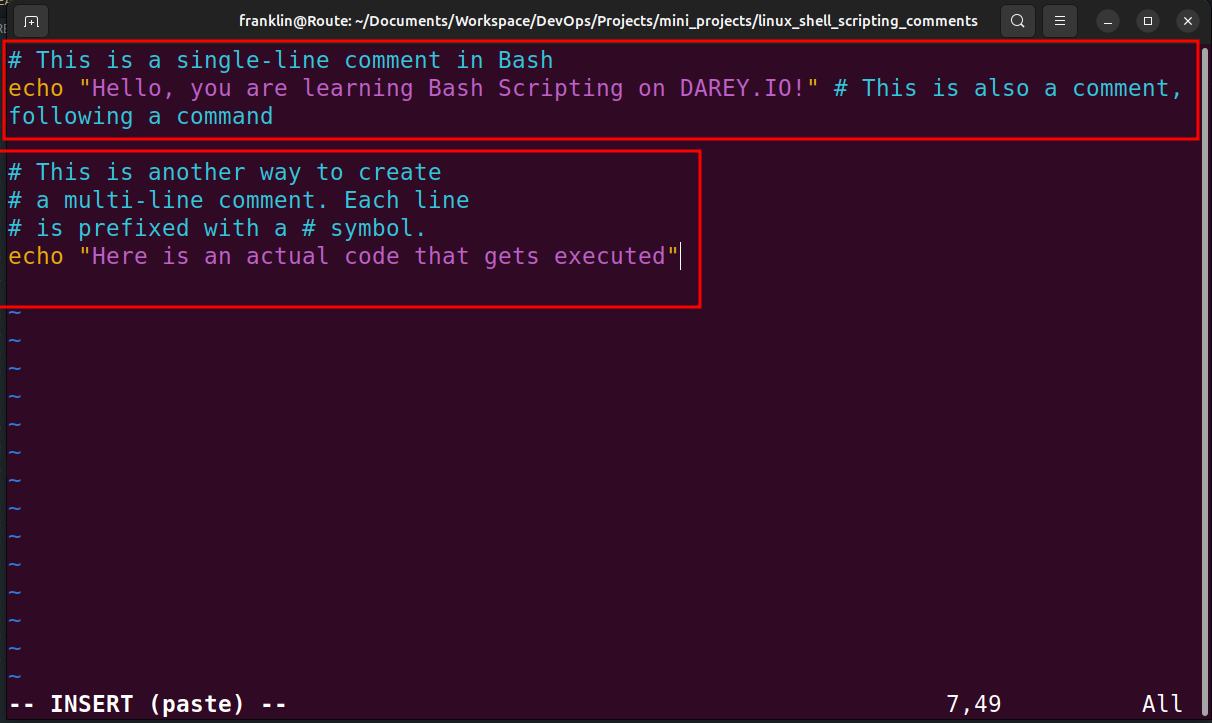 franklin@Route: ~/Documents/Workspace/DevOps/Projects/mini_projects/linux_shell_scripting_comments
# This is a single-line comment in Bash
echo "Hello, you are learning Bash Scripting on DAREY.IO!" # This is also a comment,
following a command
# This is another way to create
# a multi-line comment. Each line
# is prefixed with a # symbol.
echo "Here is an actual code that gets executed"
~
~
~
~
~
~
~
~
~
~
~
~
~
~
-- INSERT (paste) -- 7,49 All